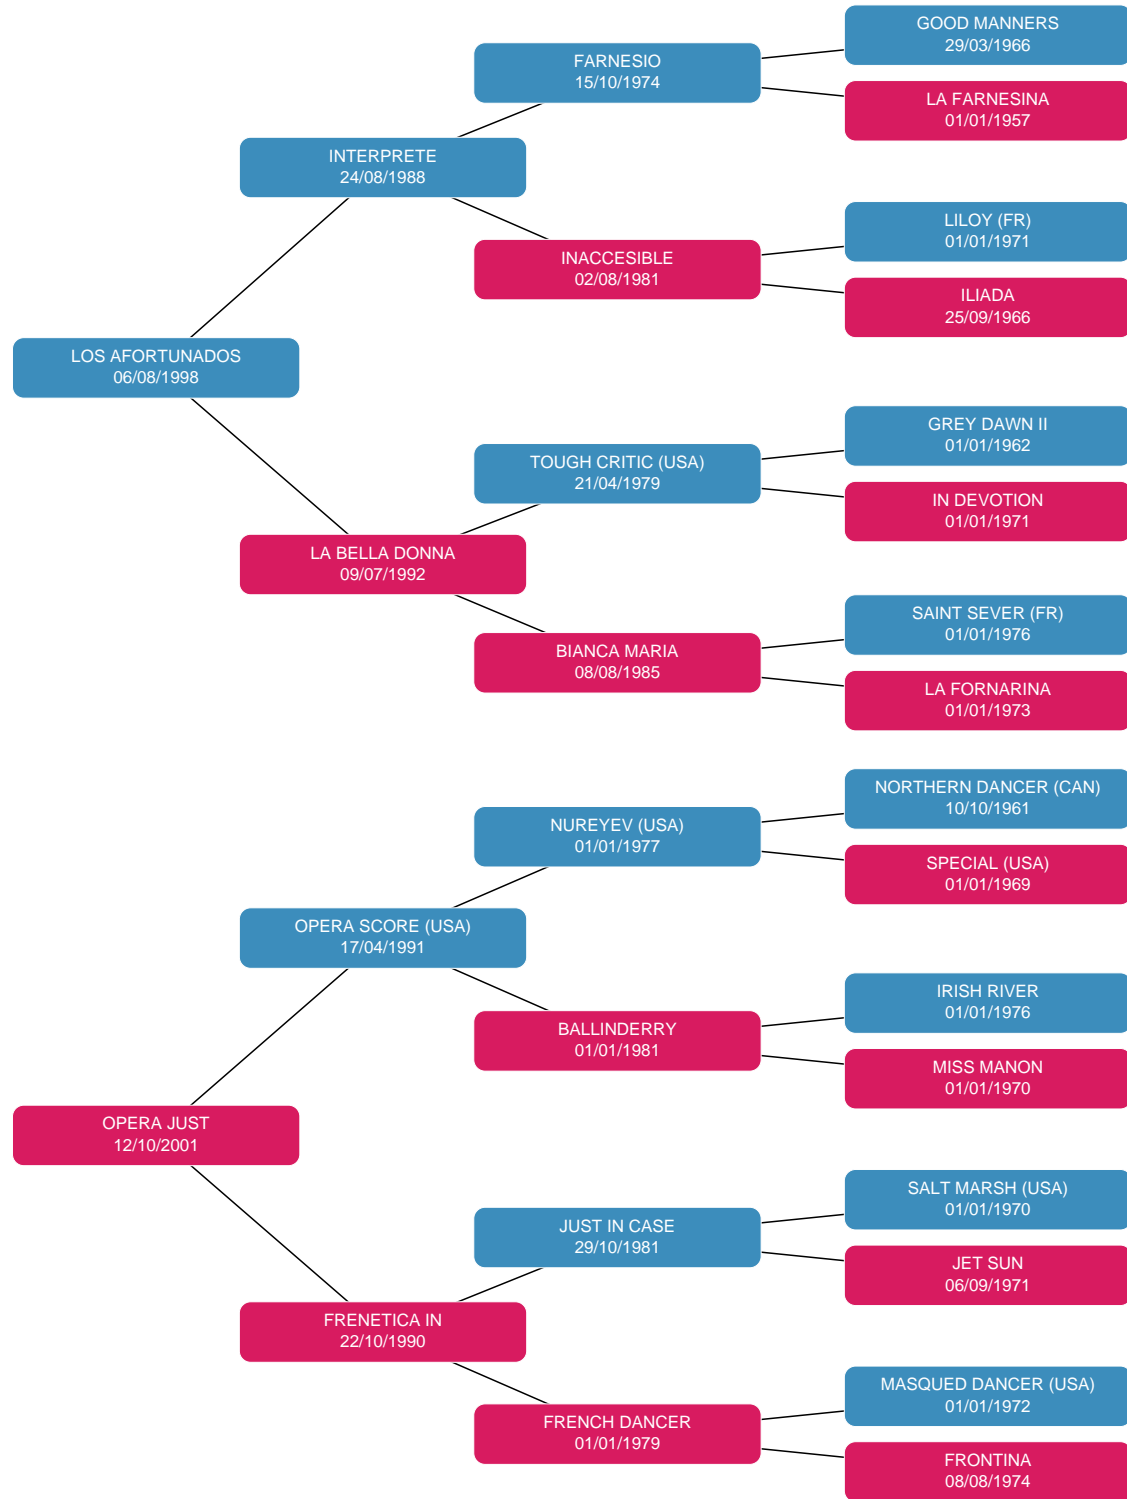 GOOD MANNERS
29/03/1966
FARNESIO
15/10/1974
LA FARNESINA
01/01/1957
INTERPRETE
24/08/1988
LILOY (FR)
01/01/1971
INACCESIBLE
02/08/1981
ILIADA
25/09/1966
LOS AFORTUNADOS
06/08/1998
GREY DAWN II
01/01/1962
TOUGH CRITIC (USA)
21/04/1979
IN DEVOTION
01/01/1971
LA BELLA DONNA
09/07/1992
SAINT SEVER (FR)
01/01/1976
BIANCA MARIA
08/08/1985
LA FORNARINA
01/01/1973
NORTHERN DANCER (CAN)
10/10/1961
NUREYEV (USA)
01/01/1977
SPECIAL (USA)
01/01/1969
OPERA SCORE (USA)
17/04/1991
IRISH RIVER
01/01/1976
BALLINDERRY
01/01/1981
MISS MANON
01/01/1970
OPERA JUST
12/10/2001
SALT MARSH (USA)
01/01/1970
JUST IN CASE
29/10/1981
JET SUN
06/09/1971
FRENETICA IN
22/10/1990
MASQUED DANCER (USA)
01/01/1972
FRENCH DANCER
01/01/1979
FRONTINA
08/08/1974